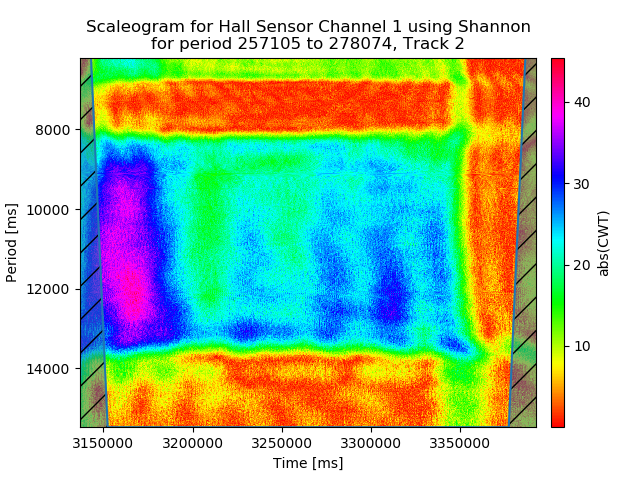 Scaleogram for Hall Sensor Channel 1 using Shannon
for period 257105 to 278074, Track 2
Period [ms]
8000
10000
12000
14000
3150000 3200000 3250000 3300000 3350000
Time [ms]
40
30
20
10
abs(CWT)